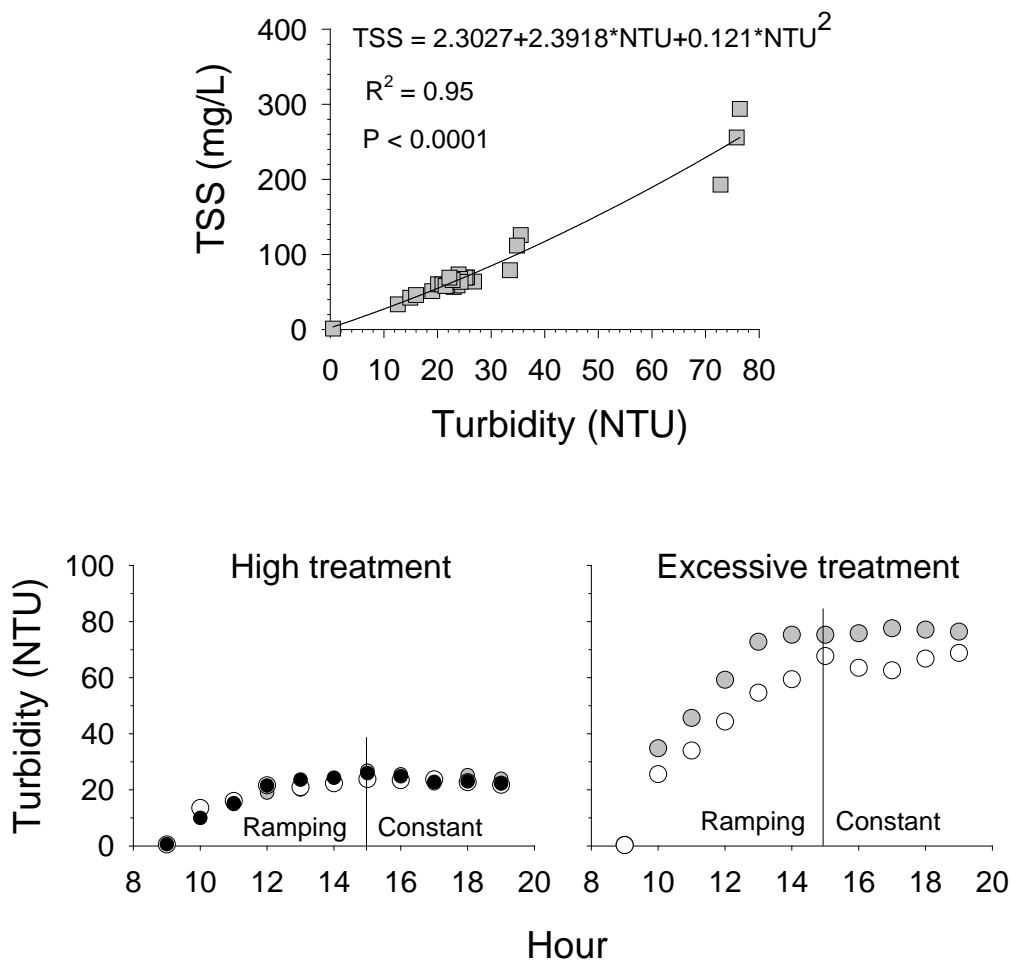 TSS = 2.3027+2.3918*NTU+0.121*NTU²
R² = 0.95
P < 0.0001
400
300
200
100
0
TSS (mg/L)
0 10 20 30 40 50 60 70 80
Turbidity (NTU)
High treatment
Excessive treatment
100
80
60
40
20
0
Turbidity (NTU)
Ramping Constant
Ramping Constant
8 10 12 14 16 18 20
8 10 12 14 16 18 20
Hour